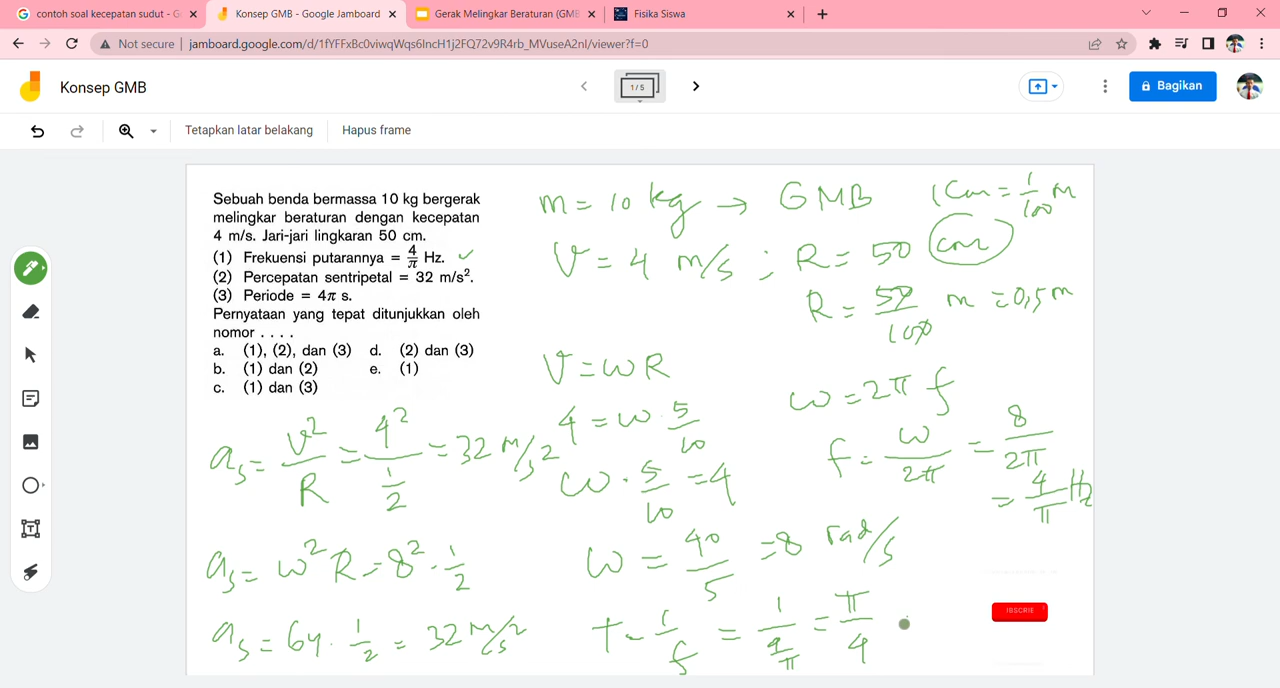 contoh soal kecepatan sudut - G
Konsep GMB - Google Jamboard
Gerak Melingkar Beraturan (GMB
Fisika Siswa
Not secure
jamboard.google.com/d/1fYFFxBc0viwqWqs6IncH1j2FQ72v9R4rb_MVuseA2nI/viewer?f=0
Konsep GMB
1/5
Bagikan
Tetapkan latar belakang
Hapus frame
Sebuah benda bermassa 10 kg bergerak
melingkar beraturan dengan kecepatan
4 m/s. Jari-jari lingkaran 50 cm.
(1) Frekuensi putarannya = 4/π Hz. ✓
(2) Percepatan sentripetal = 32 m/s².
(3) Periode = 4π s.
Pernyataan yang tepat ditunjukkan oleh
nomor . . . .
a. (1), (2), dan (3) d. (2) dan (3)
b. (1) dan (2) e. (1)
c. (1) dan (3)
m = 10 kg → GMB
1 Cm = 1/100 m
V = 4 m/s ; R = 50 cm
R = 50/100 m = 0,5 m
V = ω R
4 = ω . 5/10
ω . 5/10 = 4
ω = 40/5 = 8 rad/s
ω = 2π f
f = ω/2π = 8/2π
= 4/π Hz
as = v²/R = 4²/(1/2) = 32 m/s²
as = ω² R = 8² . 1/2
as = 64 . 1/2 = 32 m/s²
T = 1/f = 1/(4/π) = π/4
IBSCRIE